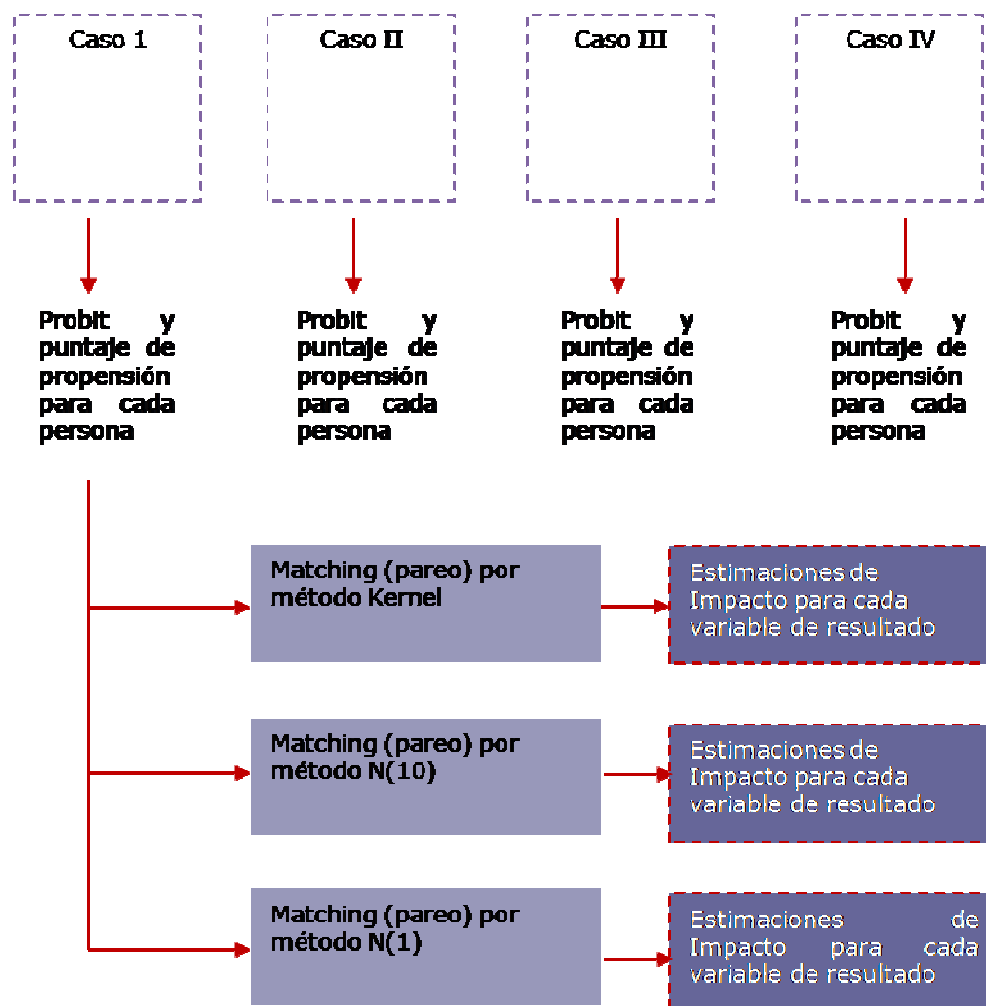 Caso 1
Caso II
Caso III
Caso IV
Probit y
puntaje de
propensión
para cada
persona
Probit y
puntaje de
propensión
para cada
persona
Probit y
puntaje de
propensión
para cada
persona
Probit y
puntaje de
propensión
para cada
persona
Matching (pareo) por
método Kernel
Estimaciones de
Impacto para cada
variable de resultado
Matching (pareo) por
método N(10)
Estimaciones de
Impacto para cada
variable de resultado
Matching (pareo) por
método N(1)
Estimaciones de
Impacto para cada
variable de resultado